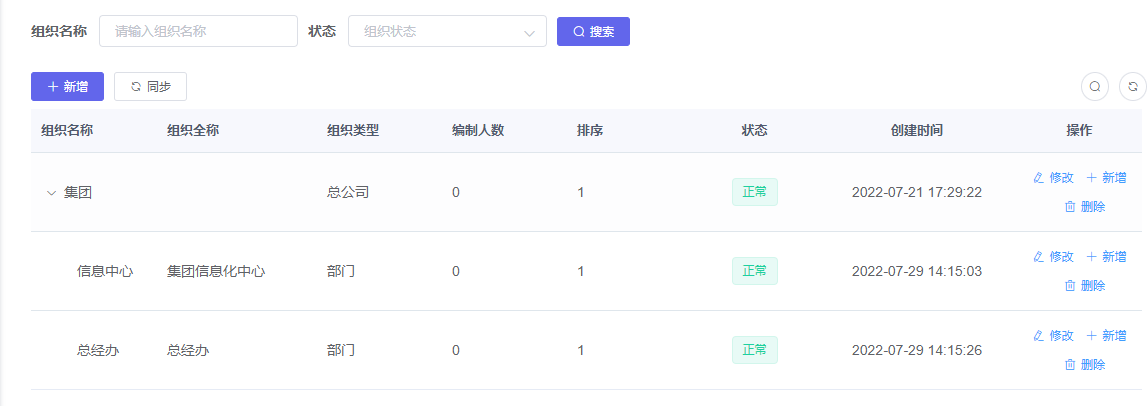 组织名称 请输入组织名称 状态 组织状态 搜索
新增 同步
组织名称 组织全称 组织类型 编制人数 排序 状态 创建时间 操作
集团 总公司 0 1 正常 2022-07-21 17:29:22 修改 新增
删除
信息中心 集团信息化中心 部门 0 1 正常 2022-07-29 14:15:03 修改 新增
删除
总经办 总经办 部门 0 1 正常 2022-07-29 14:15:26 修改 新增
删除